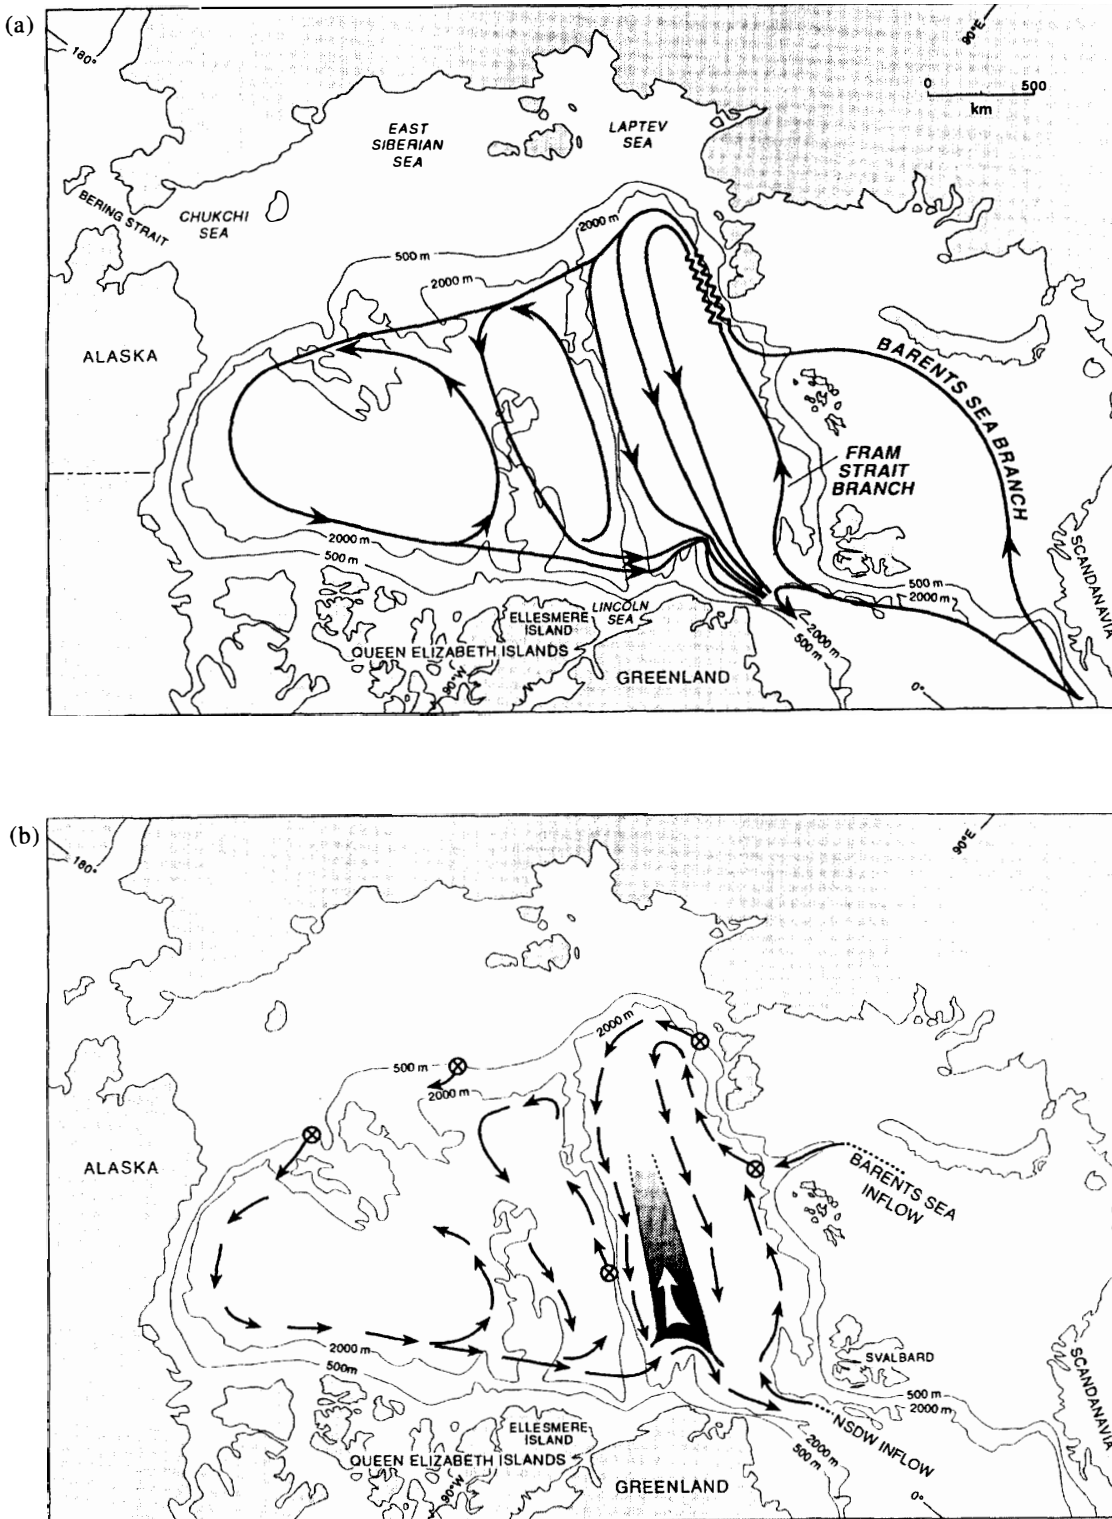 (a)
180°
90°E
0
500
km
EAST
SIBERIAN
SEA
LAPTEV
SEA
BERING STRAIT
CHUKCHI
SEA
2000 m
500 m
2000 m
ALASKA
BARENTS SEA BRANCH
FRAM
STRAIT
BRANCH
2000 m
500 m
SCANDANAVIA
500 m
2000 m
LINCOLN
SEA
ELLESMERE
ISLAND
QUEEN ELIZABETH ISLANDS
90°W
GREENLAND
2000 m
500 m
0°
(b)
180°
90°E
2000 m
500 m
2000 m
ALASKA
BARENTS SEA
INFLOW
2000 m
500m
SVALBARD
SCANDANAVIA
500 m
2000 m
NSDW INFLOW
ELLESMERE
ISLAND
QUEEN ELIZABETH ISLANDS
90°W
GREENLAND
2000 m
500 m
0°